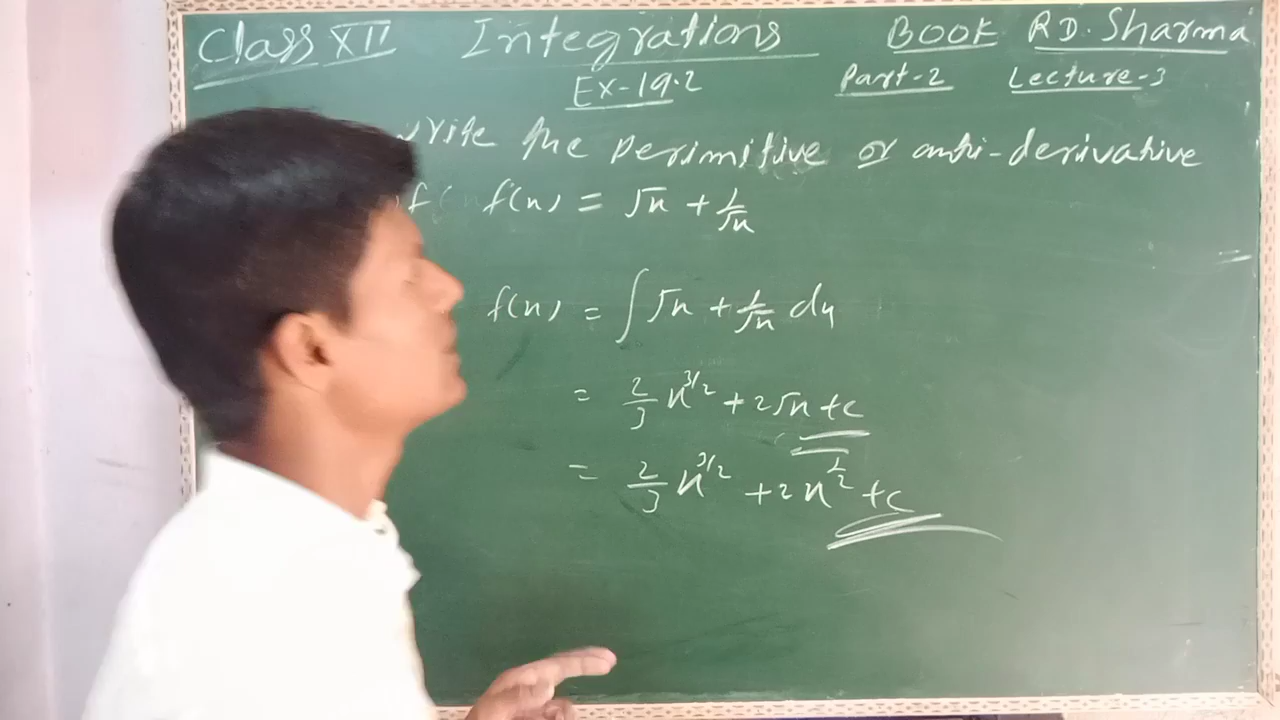 Class XII Integrations Book RD. Sharma
Ex-19.2 Part-2 Lecture-3
write the perimitive or anti-derivative
f(x) = √x + 1/√x
f(x) = ∫ √x + 1/√x dx
= 2/3 x^3/2 + 2√x + c
= 2/3 x^3/2 + 2x^1/2 + c